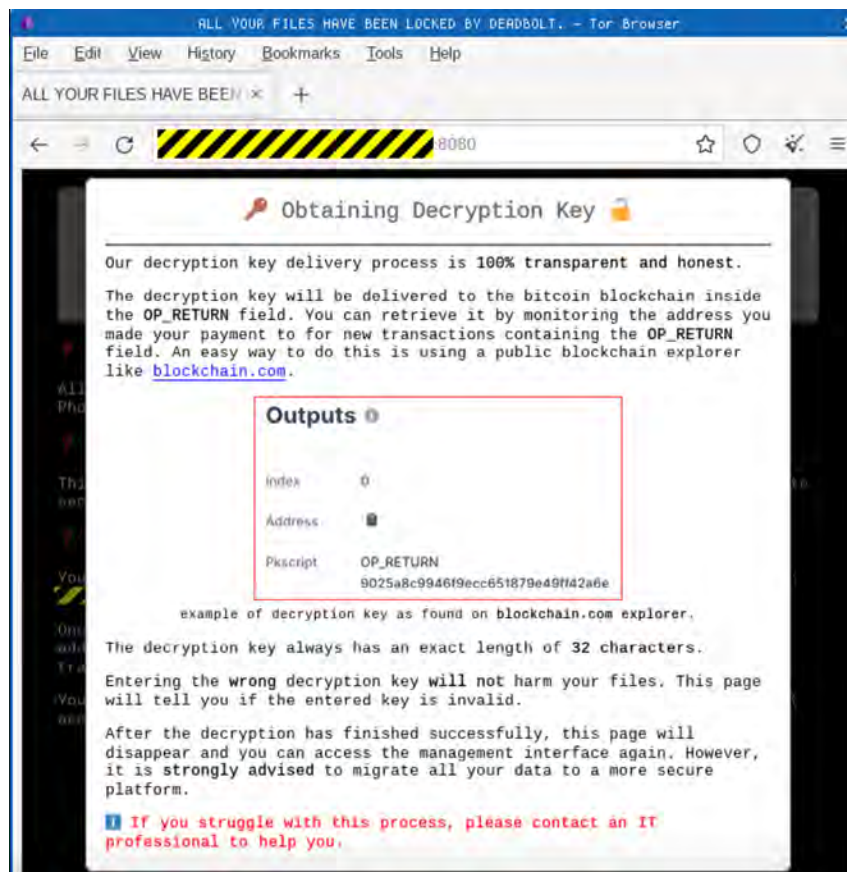 ALL YOUR FILES HAVE BEEN LOCKED BY DEADBOLT. – Tor Browser
File Edit View History Bookmarks Tools Help
ALL YOUR FILES HAVE BEEN × +
:8080
Obtaining Decryption Key
Our decryption key delivery process is 100% transparent and honest.
The decryption key will be delivered to the bitcoin blockchain inside
the OP_RETURN field. You can retrieve it by monitoring the address you
made your payment to for new transactions containing the OP_RETURN
field. An easy way to do this is using a public blockchain explorer
like blockchain.com.
Outputs
Index 0
Address
Pkscript OP_RETURN
9025a8c9946f9ecc651879e49ff42a6e
example of decryption key as found on blockchain.com explorer.
The decryption key always has an exact length of 32 characters.
Entering the wrong decryption key will not harm your files. This page
will tell you if the entered key is invalid.
After the decryption has finished successfully, this page will
disappear and you can access the management interface again. However,
it is strongly advised to migrate all your data to a more secure
platform.
If you struggle with this process, please contact an IT
professional to help you.